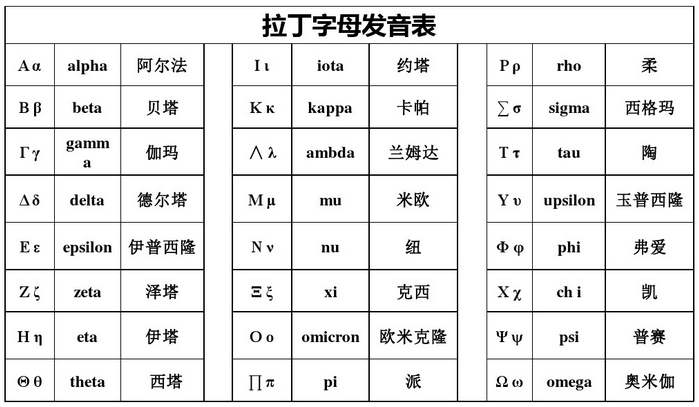 拉丁字母发音表
Α α alpha 阿尔法 Ι ι iota 约塔 Ρ ρ rho 柔
Β β beta 贝塔 Κ κ kappa 卡帕 ∑ σ sigma 西格玛
Γ γ gamm
a 伽玛 ∧ λ ambda 兰姆达 Τ τ tau 陶
Δ δ delta 德尔塔 Μ μ mu 米欧 Υ υ upsilon 玉普西隆
Ε ε epsilon 伊普西隆 Ν ν nu 纽 Φ φ phi 弗爱
Ζ ζ zeta 泽塔 Ξ ξ xi 克西 Χ χ ch i 凯
Η η eta 伊塔 Ο ο omicron 欧米克隆 Ψ ψ psi 普赛
Θ θ theta 西塔 ∏ π pi 派 Ω ω omega 奥米伽